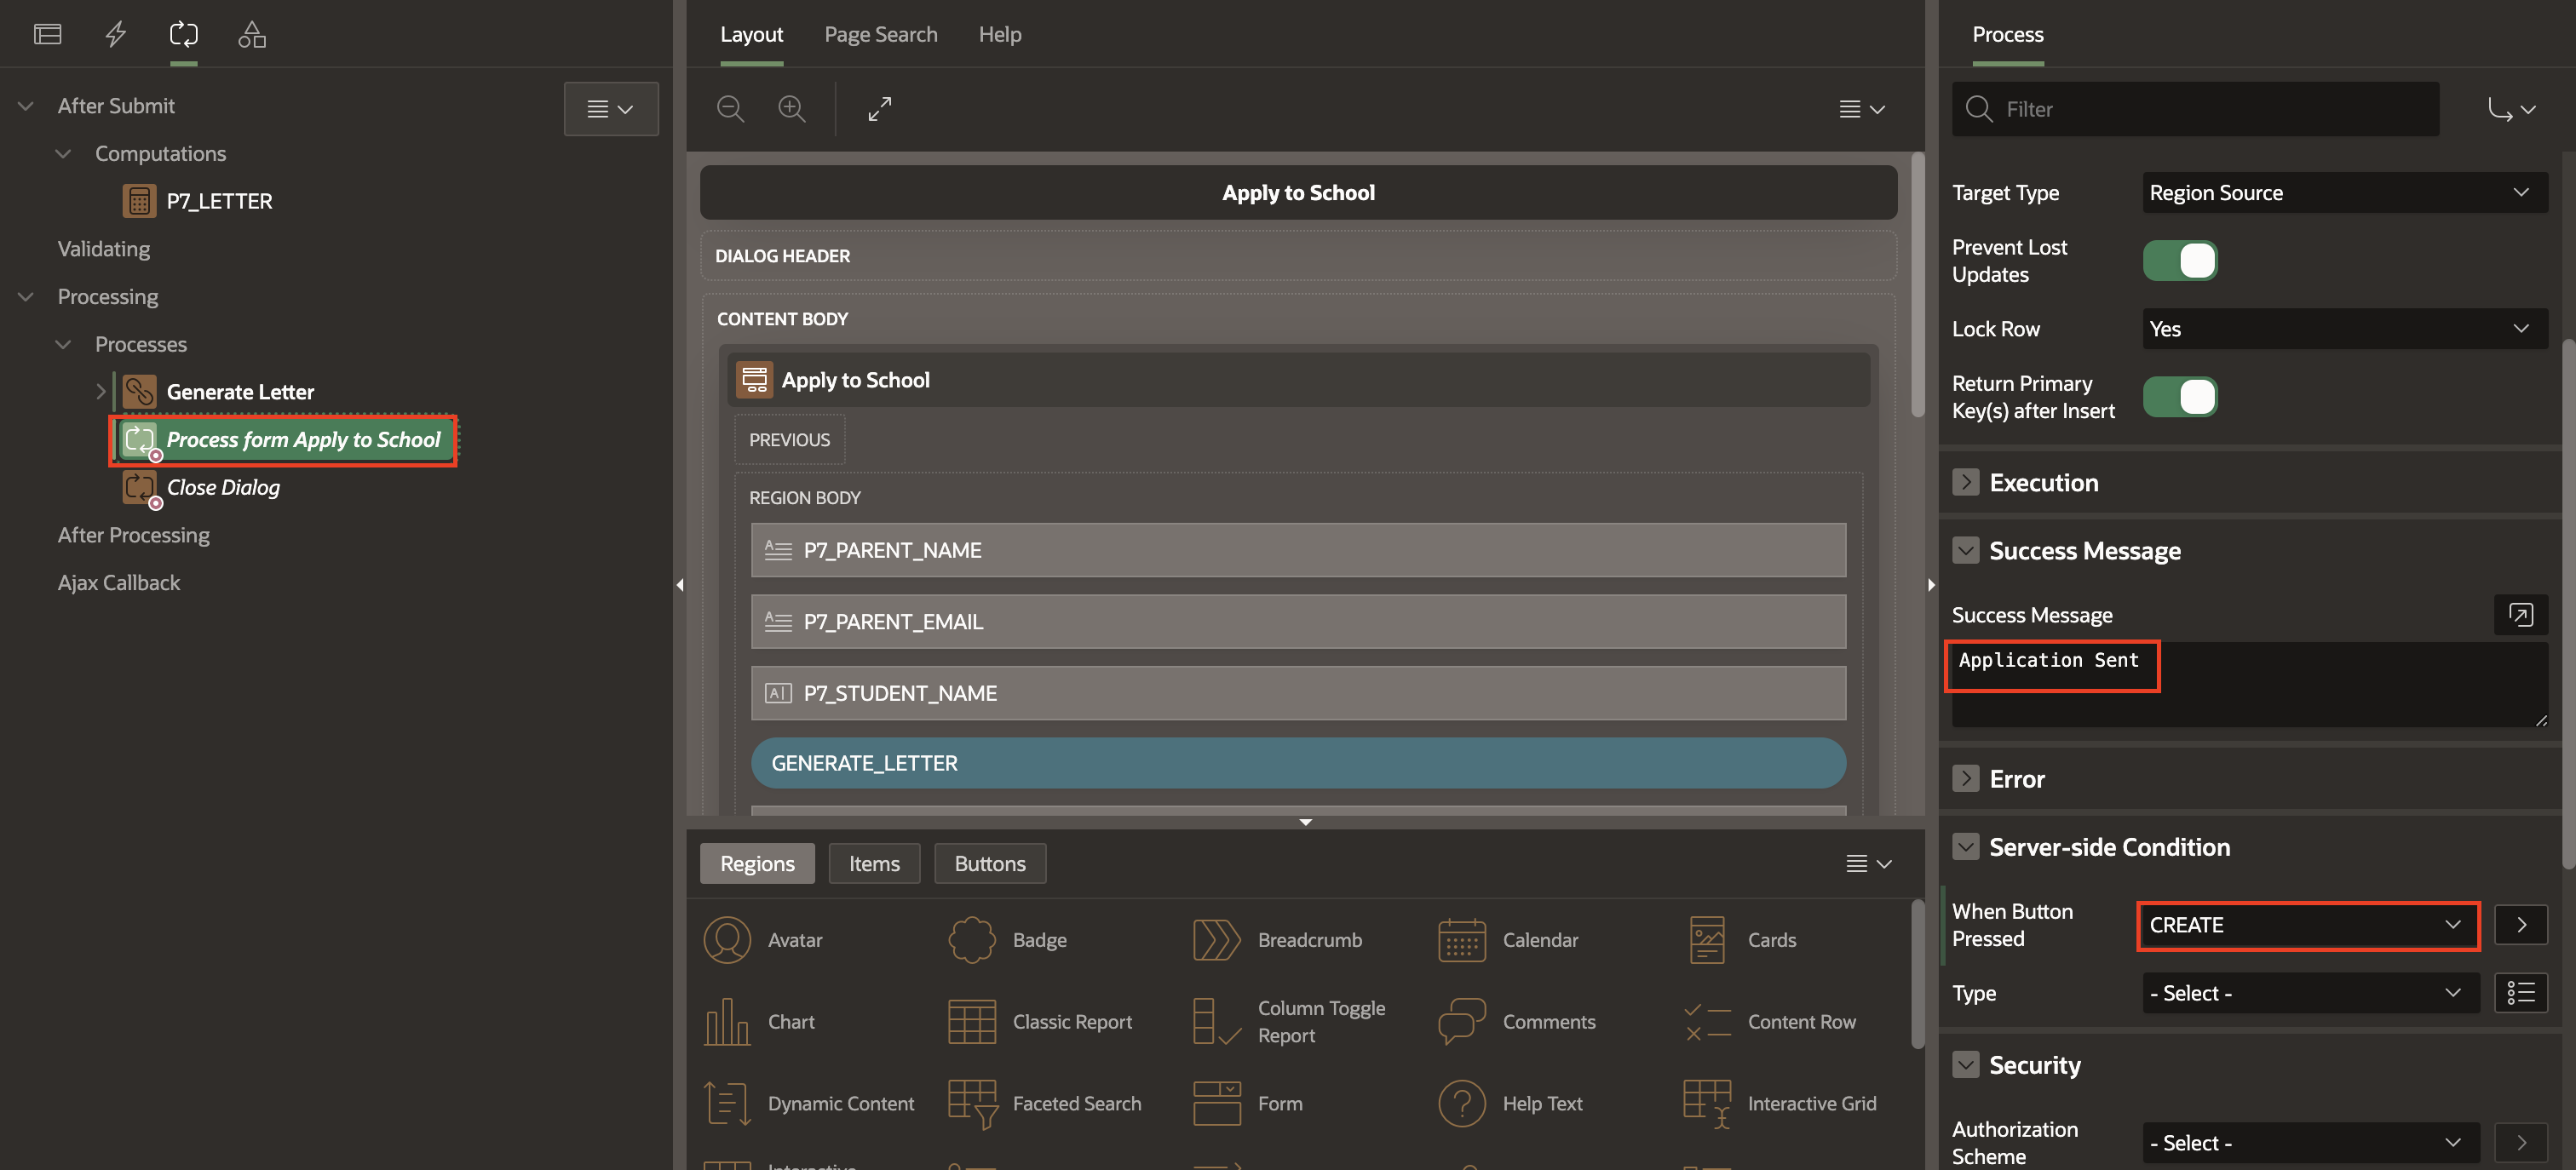 After Submit
Computations
P7_LETTER
Validating
Processing
Processes
Generate Letter
Process form Apply to School
Close Dialog
After Processing
Ajax Callback
Layout
Page Search
Help
Apply to School
DIALOG HEADER
CONTENT BODY
Apply to School
PREVIOUS
REGION BODY
P7_PARENT_NAME
P7_PARENT_EMAIL
P7_STUDENT_NAME
GENERATE_LETTER
Regions
Items
Buttons
Avatar
Badge
Breadcrumb
Calendar
Cards
Chart
Classic Report
Column Toggle
Report
Comments
Content Row
Dynamic Content
Faceted Search
Form
Help Text
Interactive Grid
Interactive
Process
Filter
Target Type
Region Source
Prevent Lost
Updates
Lock Row
Yes
Return Primary
Key(s) after Insert
Execution
Success Message
Success Message
Application Sent
Error
Server-side Condition
When Button
Pressed
CREATE
Type
- Select -
Security
Authorization
Scheme
- Select -